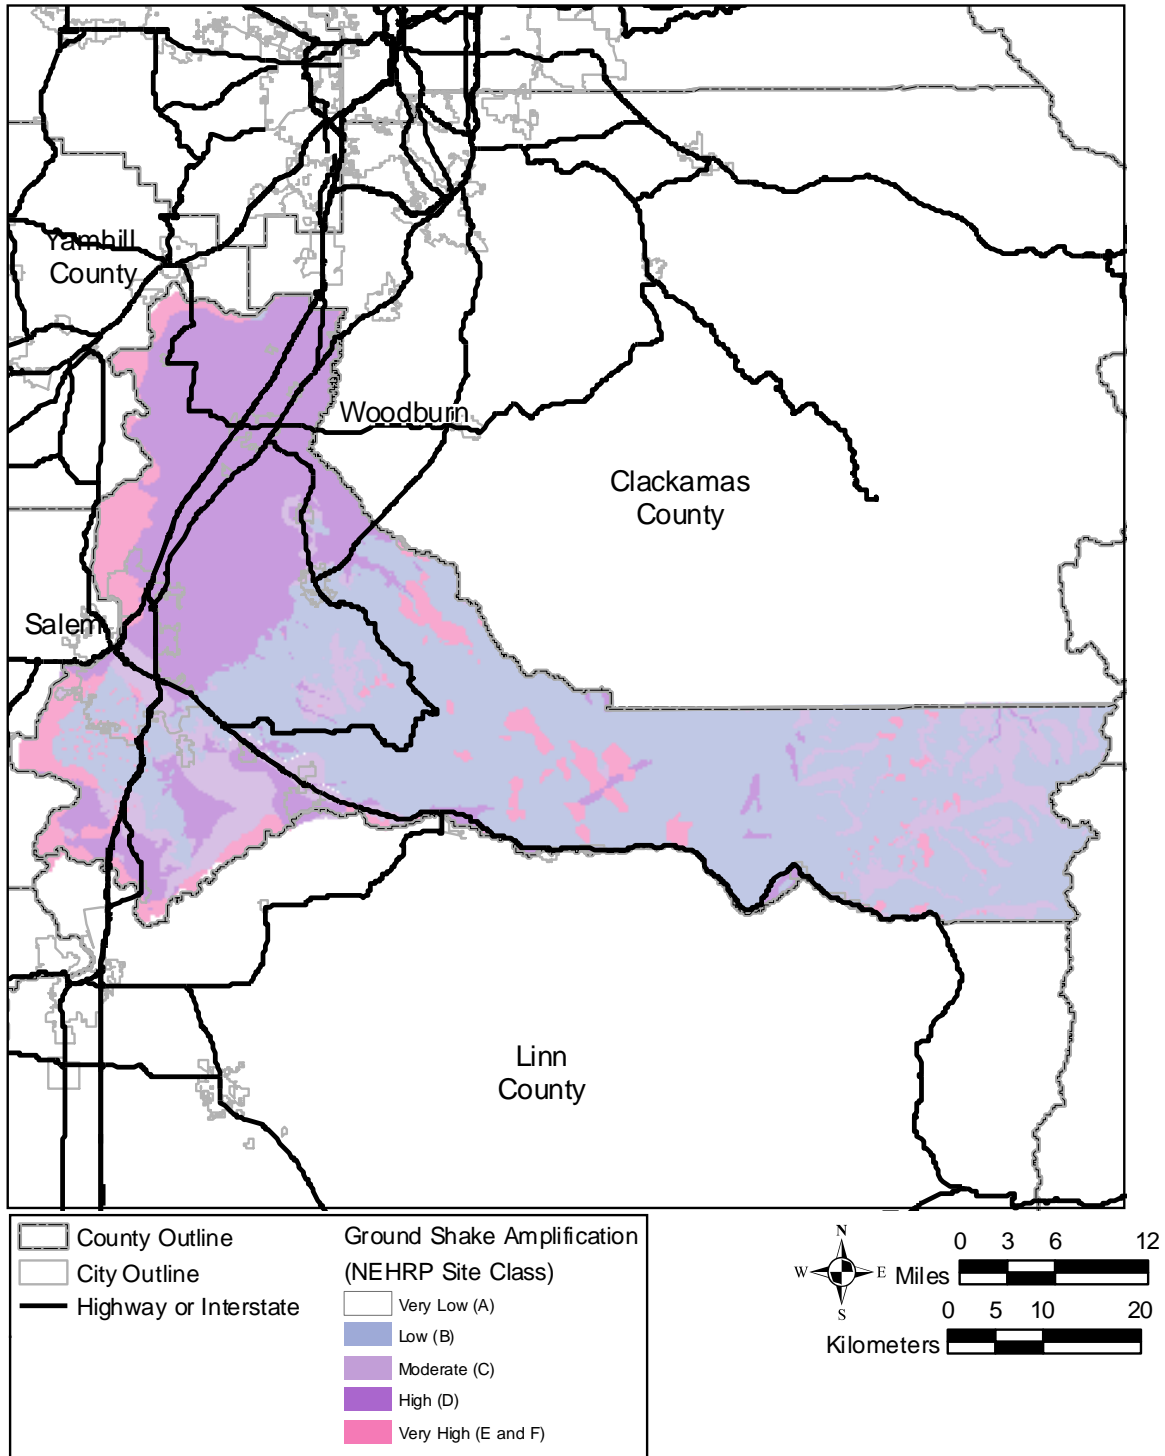 Yamhill
County
Woodburn
Clackamas
County
Salem
Linn
County
County Outline
City Outline
Highway or Interstate
Ground Shake Amplification
(NEHRP Site Class)
Very Low (A)
Low (B)
Moderate (C)
High (D)
Very High (E and F)
N
W E
S
0 3 6 12
Miles
0 5 10 20
Kilometers